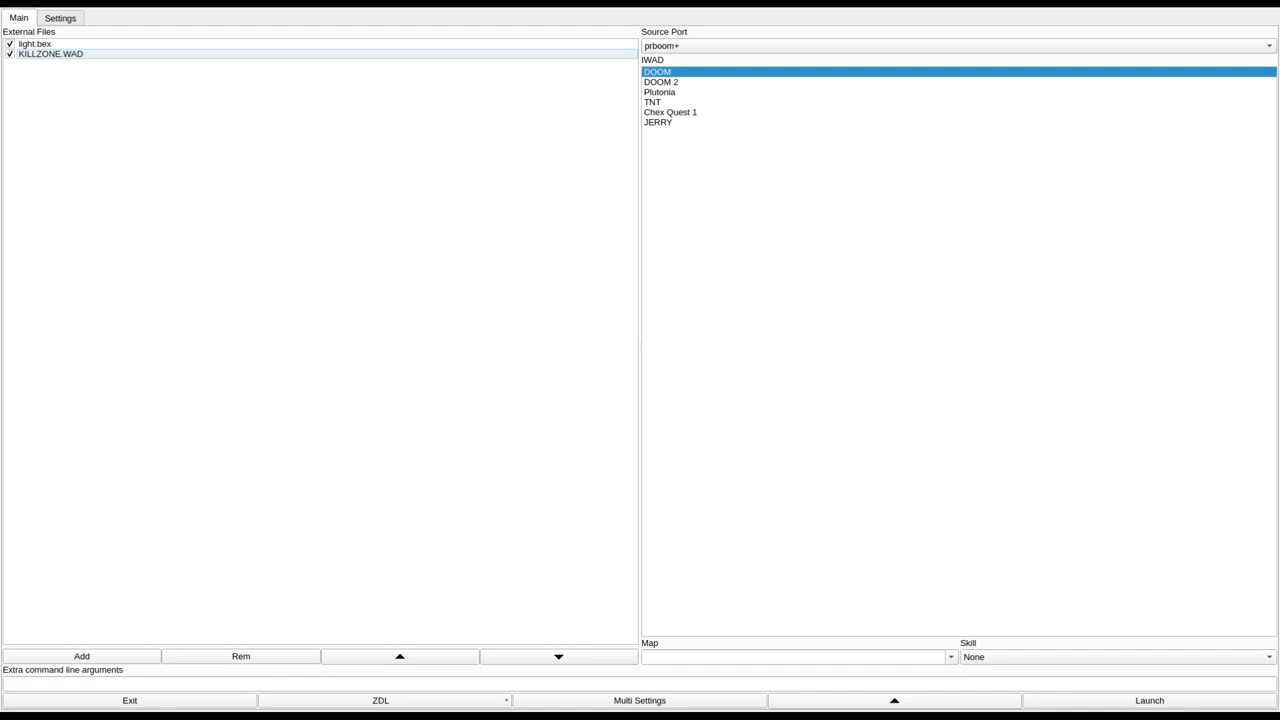 Main
Settings
External Files
light.bex
KILLZONE.WAD
Add
Rem
Source Port
prboom+
IWAD
DOOM
DOOM 2
Plutonia
TNT
Chex Quest 1
JERRY
Map
Skill
None
Extra command line arguments
Exit
ZDL
Multi Settings
Launch